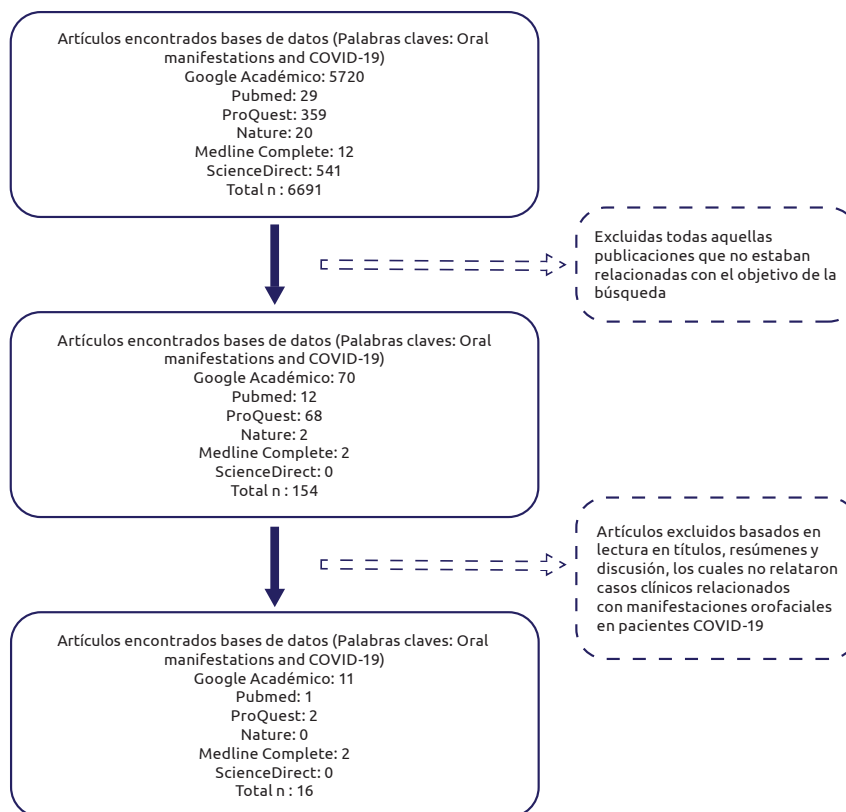 Artículos encontrados bases de datos (Palabras claves: Oral
manifestations and COVID-19)
Google Académico: 5720
Pubmed: 29
ProQuest: 359
Nature: 20
Medline Complete: 12
ScienceDirect: 541
Total n : 6691
Excluidas todas aquellas
publicaciones que no estaban
relacionadas con el objetivo de la
búsqueda
Artículos encontrados bases de datos (Palabras claves: Oral
manifestations and COVID-19)
Google Académico: 70
Pubmed: 12
ProQuest: 68
Nature: 2
Medline Complete: 2
ScienceDirect: 0
Total n : 154
Artículos excluidos basados en
lectura en títulos, resúmenes y
discusión, los cuales no relataron
casos clínicos relacionados
con manifestaciones orofaciales
en pacientes COVID-19
Artículos encontrados bases de datos (Palabras claves: Oral
manifestations and COVID-19)
Google Académico: 11
Pubmed: 1
ProQuest: 2
Nature: 0
Medline Complete: 2
ScienceDirect: 0
Total n : 16